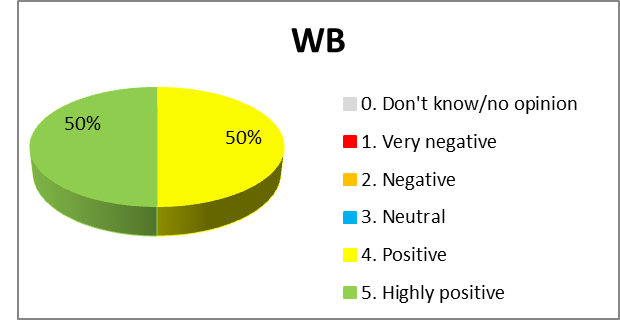 WB
50%
50%
0. Don't know/no opinion
1. Very negative
2. Negative
3. Neutral
4. Positive
5. Highly positive